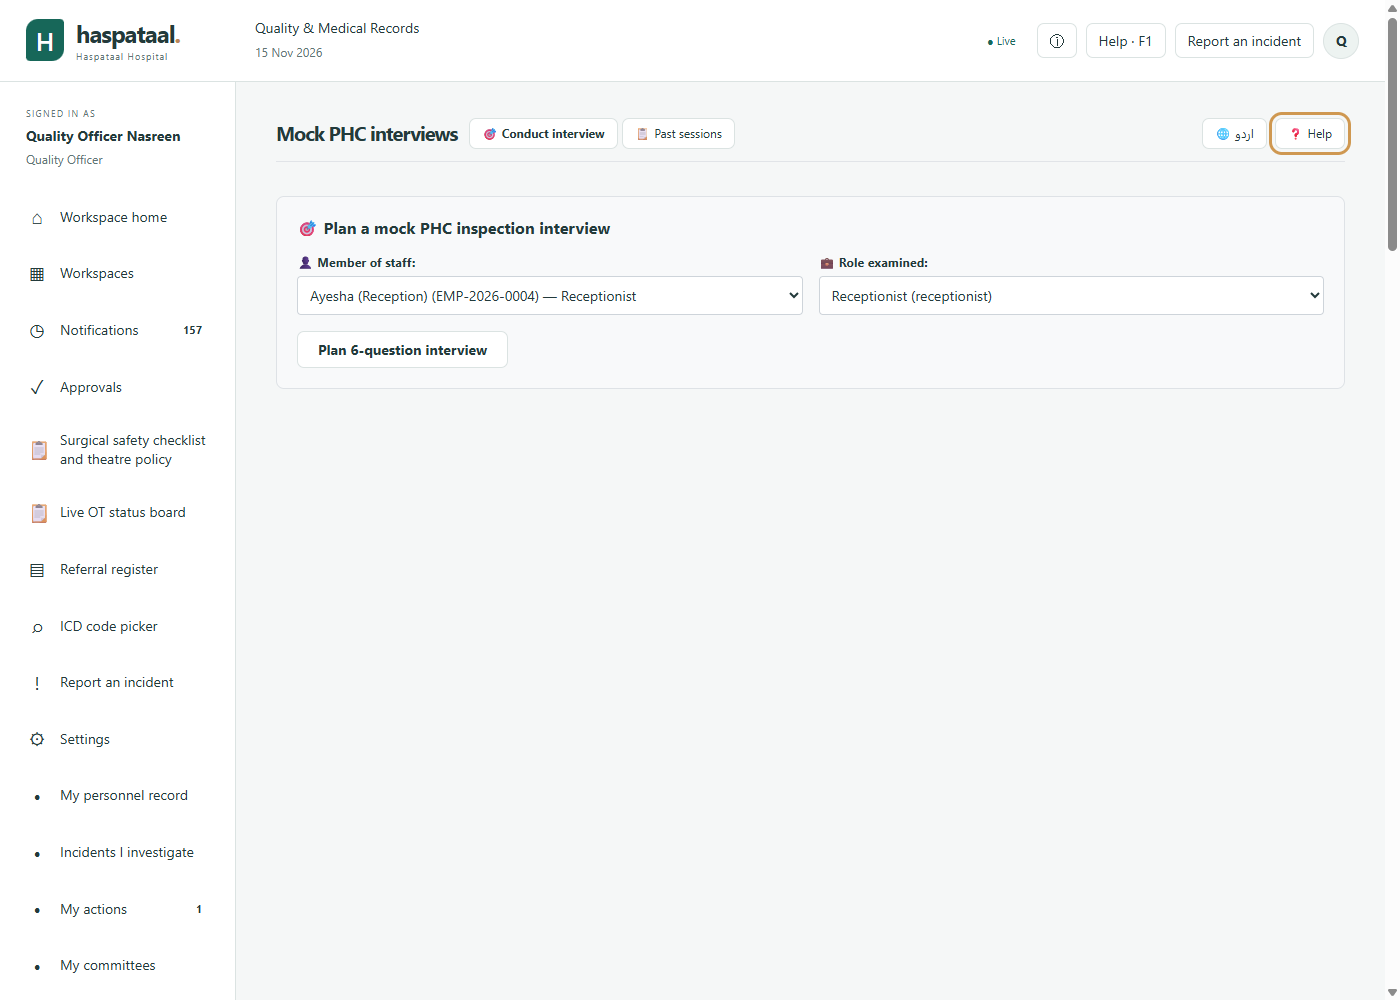 H
haspataal.
Haspataal Hospital
Quality & Medical Records
15 Nov 2026
Live
Help · F1
Report an incident
Q
SIGNED IN AS
Quality Officer Nasreen
Quality Officer
Workspace home
Workspaces
Notifications 157
Approvals
Surgical safety checklist
and theatre policy
Live OT status board
Referral register
ICD code picker
Report an incident
Settings
My personnel record
Incidents I investigate
My actions 1
My committees
Mock PHC interviews
Conduct interview
Past sessions
اردو
Help
Plan a mock PHC inspection interview
Member of staff:
Ayesha (Reception) (EMP-2026-0004) — Receptionist
Role examined:
Receptionist (receptionist)
Plan 6-question interview